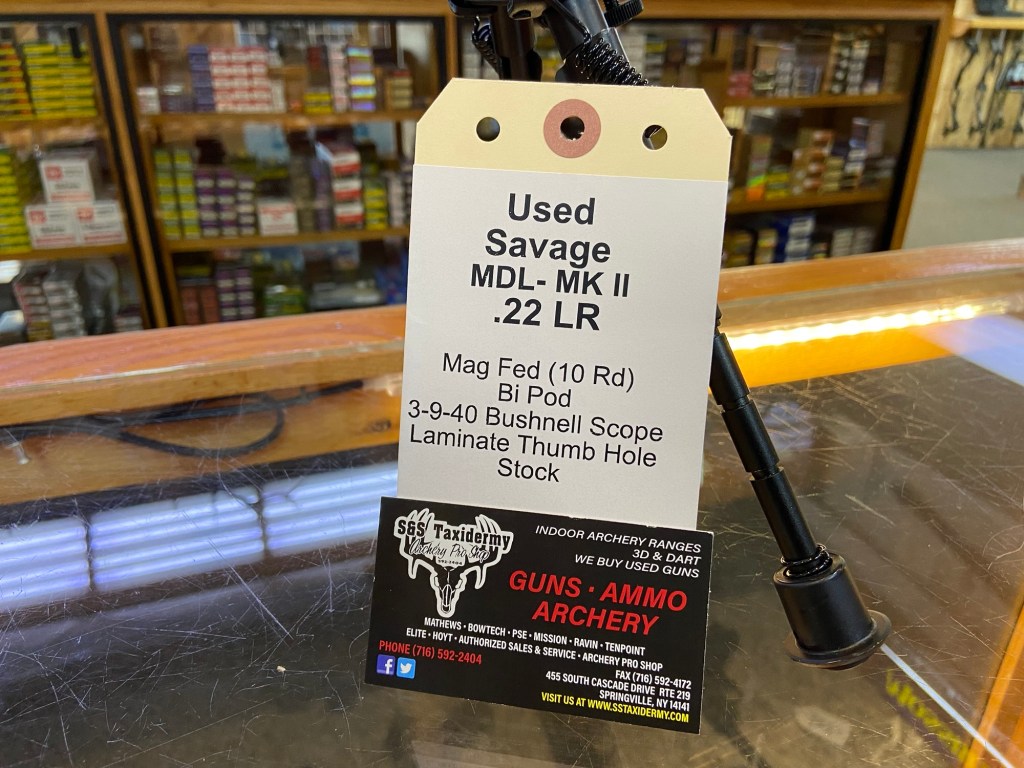 Used
Savage
MDL- MK II
.22 LR
Mag Fed (10 Rd)
Bi Pod
3-9-40 Bushnell Scope
Laminate Thumb Hole
Stock
S&S Taxidermy
Archery Pro Shop
592-2404
INDOOR ARCHERY RANGES
3D & DART
WE BUY USED GUNS
GUNS · AMMO
ARCHERY
MATHEWS · BOWTECH · PSE · MISSION · RAVIN · TENPOINT
ELITE · HOYT · AUTHORIZED SALES & SERVICE · ARCHERY PRO SHOP
PHONE (716) 592-2404
FAX (716) 592-4172
455 SOUTH CASCADE DRIVE RTE 219
SPRINGVILLE, NY 14141
VISIT US AT WWW.SSTAXIDERMY.COM